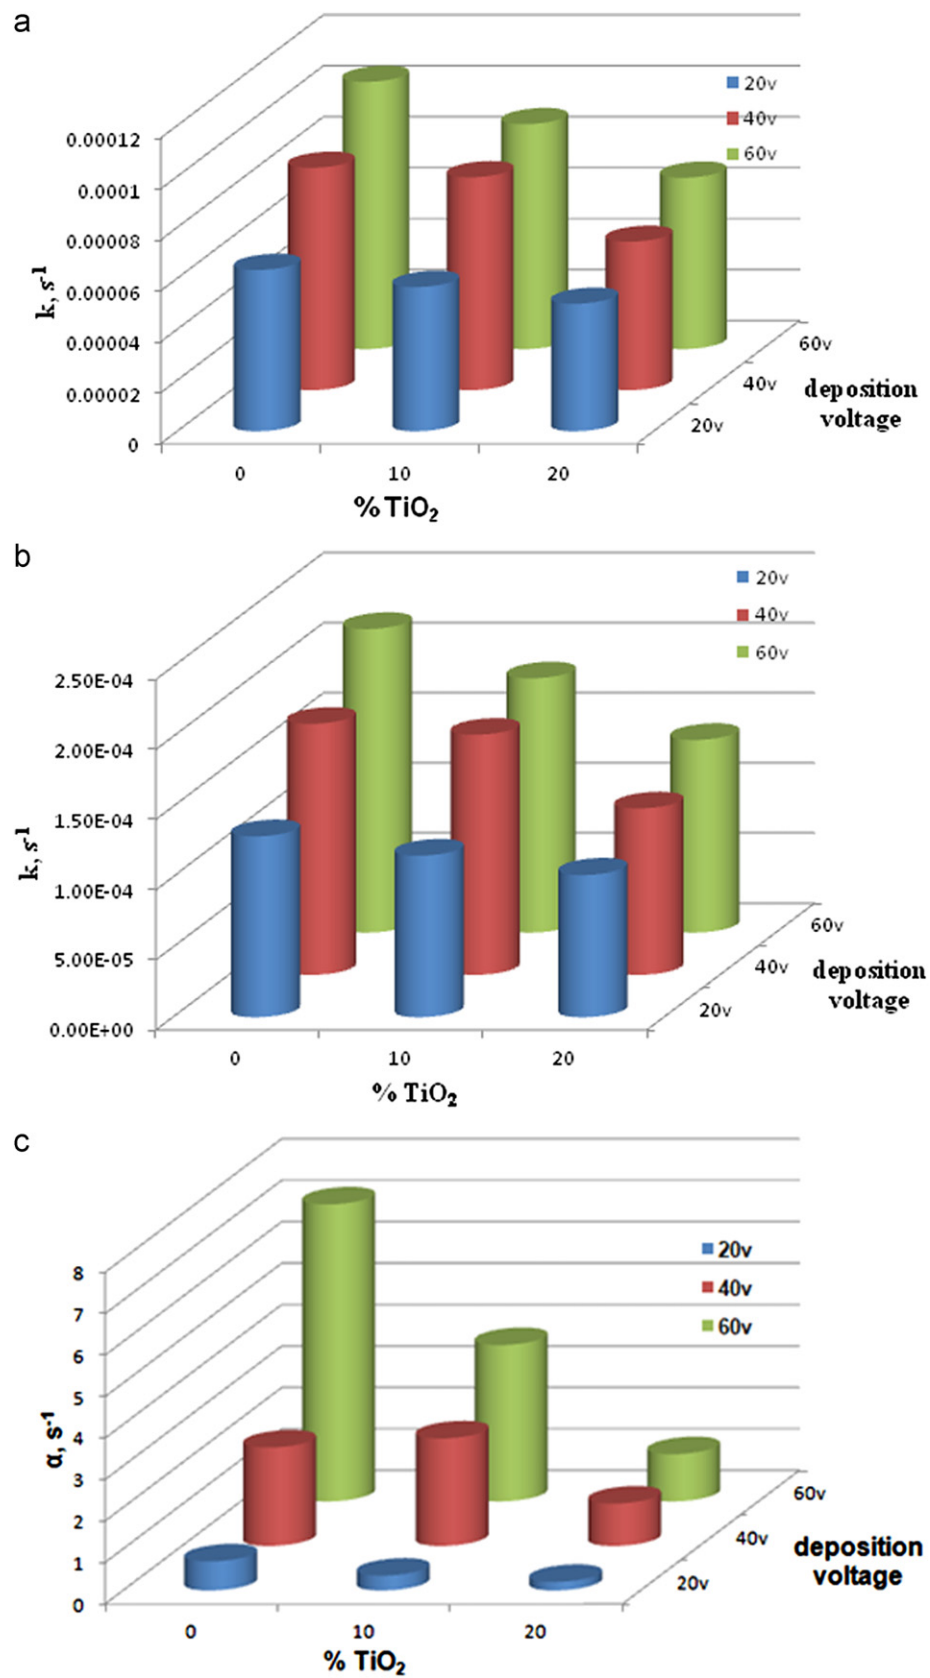 a
20v
40v
60v
0.00012
0.0001
0.00008
0.00006
0.00004
0.00002
0
k, s⁻¹
0 10 20
% TiO₂
20v
40v
60v
deposition
voltage
b
20v
40v
60v
2.50E-04
2.00E-04
1.50E-04
1.00E-04
5.00E-05
0.00E+00
k, s⁻¹
0 10 20
% TiO₂
20v
40v
60v
deposition
voltage
c
20v
40v
60v
8
7
6
5
4
3
2
1
0
α, s⁻¹
0 10 20
% TiO₂
20v
40v
60v
deposition
voltage